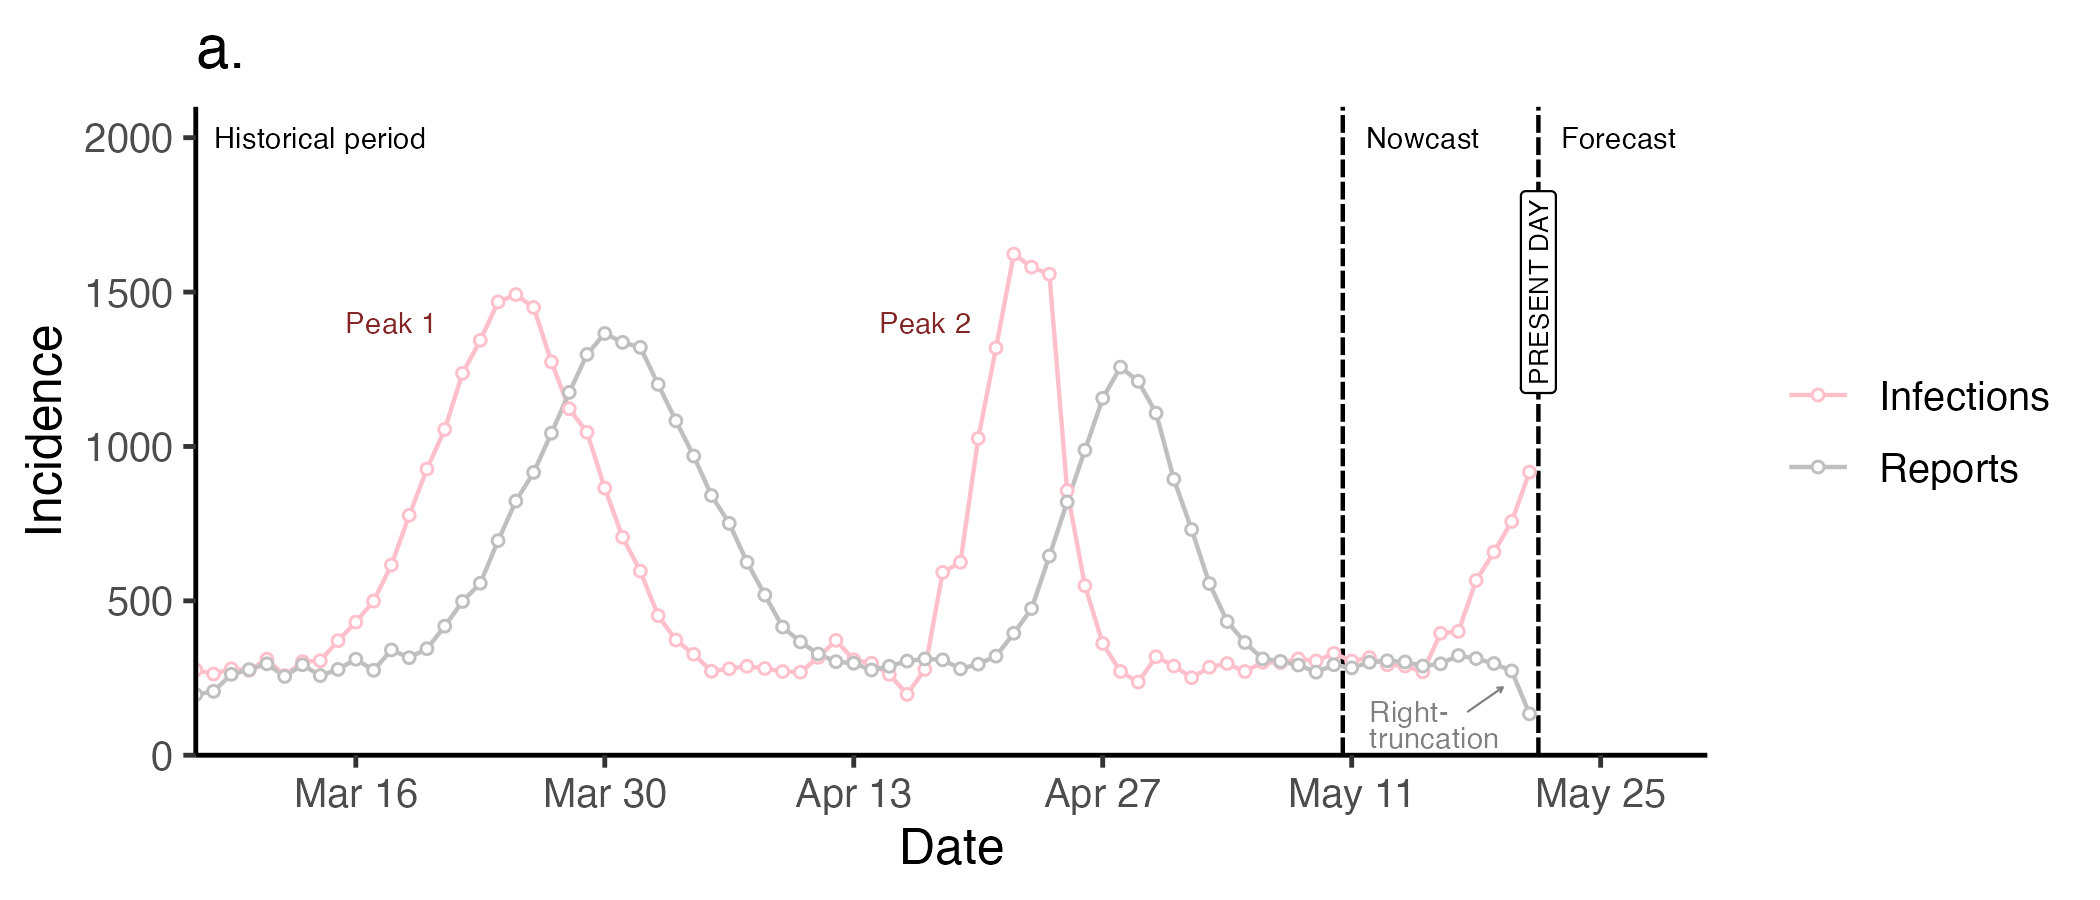 a.
Historical period
Nowcast
Forecast
PRESENT DAY
Peak 1
Peak 2
Right-
truncation
Incidence
2000
1500
1000
500
0
Mar 16
Mar 30
Apr 13
Apr 27
May 11
May 25
Date
Infections
Reports